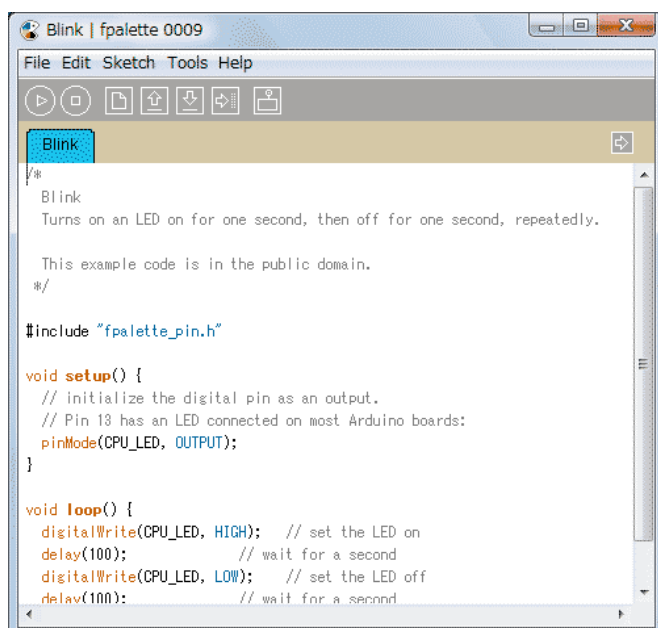 Blink | fpalette 0009
File Edit Sketch Tools Help
Blink
/*
  Blink
  Turns on an LED on for one second, then off for one second, repeatedly.

  This example code is in the public domain.
 */

#include "fpalette_pin.h"

void setup() {
  // initialize the digital pin as an output.
  // Pin 13 has an LED connected on most Arduino boards:
  pinMode(CPU_LED, OUTPUT);
}

void loop() {
  digitalWrite(CPU_LED, HIGH);   // set the LED on
  delay(100);              // wait for a second
  digitalWrite(CPU_LED, LOW);    // set the LED off
  delay(100);              // wait for a second